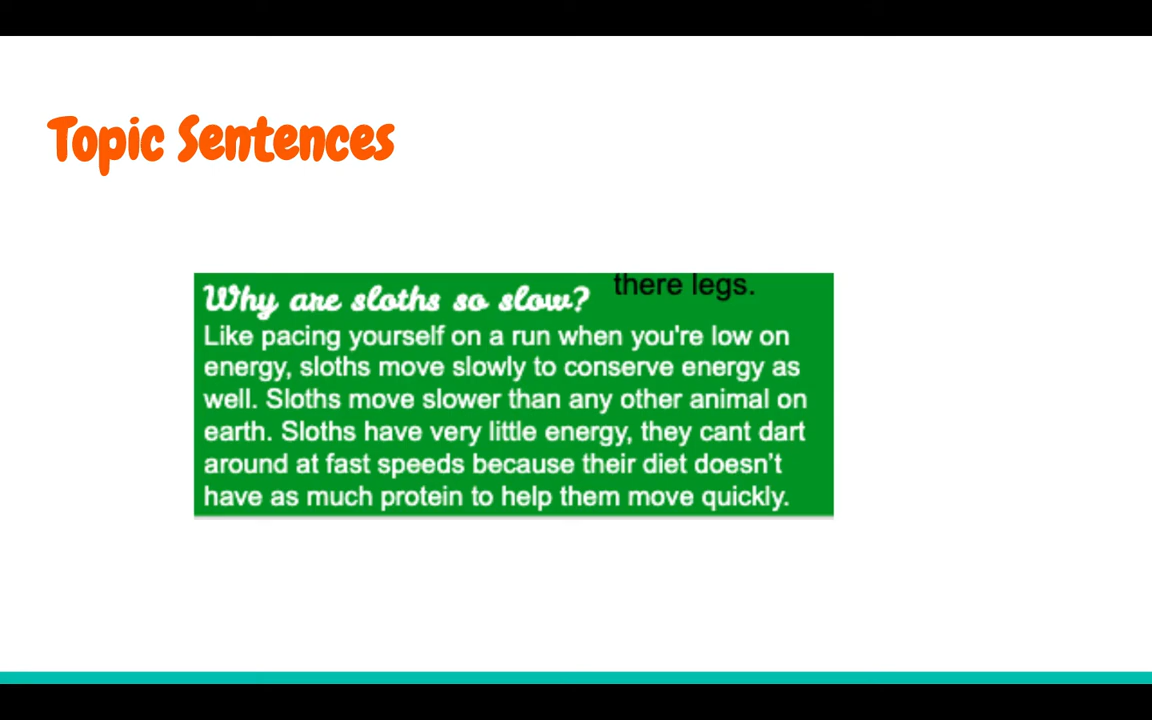 Topic Sentences
there legs.
Why are sloths so slow?
Like pacing yourself on a run when you're low on
energy, sloths move slowly to conserve energy as
well. Sloths move slower than any other animal on
earth. Sloths have very little energy, they cant dart
around at fast speeds because their diet doesn’t
have as much protein to help them move quickly.